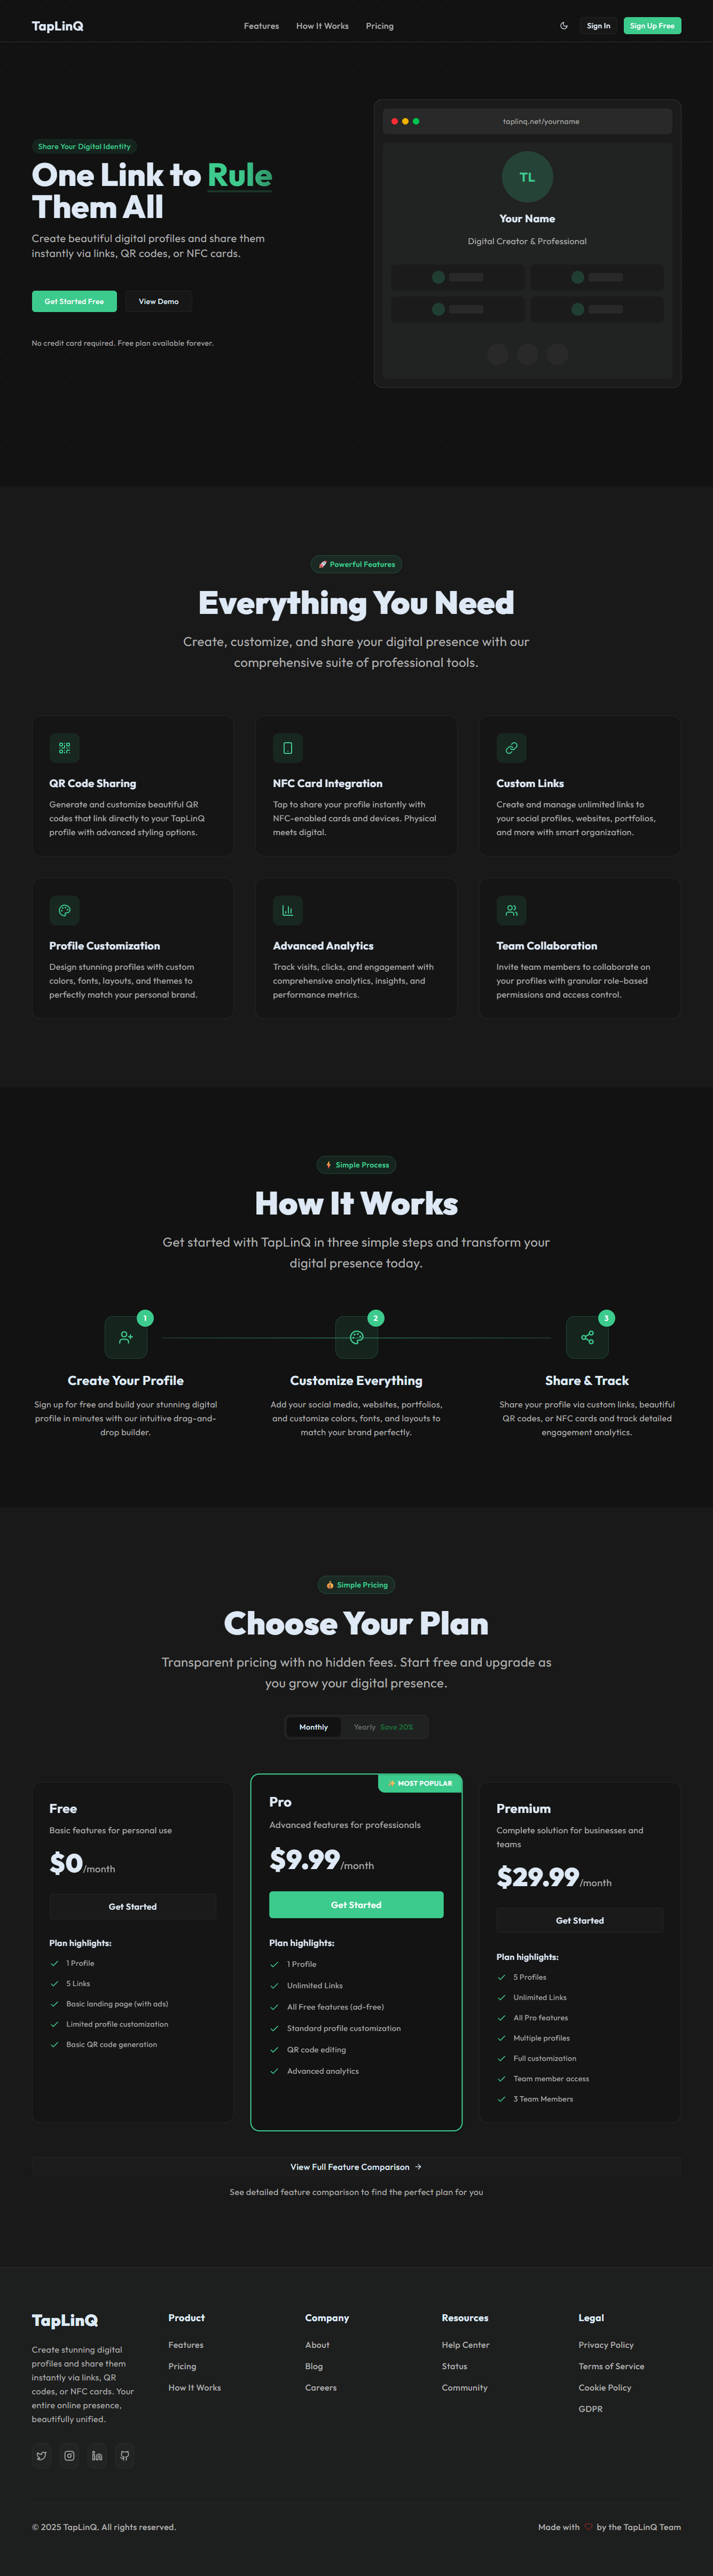 TapLinQ
Features
How It Works
Pricing
Sign In
Sign Up Free
Share Your Digital Identity
One Link to Rule
Them All
Create beautiful digital profiles and share them
instantly via links, QR codes, or NFC cards.
Get Started Free
View Demo
No credit card required. Free plan available forever.
taplinq.net/yourname
TL
Your Name
Digital Creator & Professional
🚀 Powerful Features
Everything You Need
Create, customize, and share your digital presence with our
comprehensive suite of professional tools.
QR Code Sharing
Generate and customize beautiful QR
codes that link directly to your TapLinQ
profile with advanced styling options.
NFC Card Integration
Tap to share your profile instantly with
NFC-enabled cards and devices. Physical
meets digital.
Custom Links
Create and manage unlimited links to
your social profiles, websites, portfolios,
and more with smart organization.
Profile Customization
Design stunning profiles with custom
colors, fonts, layouts, and themes to
perfectly match your personal brand.
Advanced Analytics
Track visits, clicks, and engagement with
comprehensive analytics, insights, and
performance metrics.
Team Collaboration
Invite team members to collaborate on
your profiles with granular role-based
permissions and access control.
⚡ Simple Process
How It Works
Get started with TapLinQ in three simple steps and transform your
digital presence today.
1
Create Your Profile
Sign up for free and build your stunning digital
profile in minutes with our intuitive drag-and-
drop builder.
2
Customize Everything
Add your social media, websites, portfolios,
and customize colors, fonts, and layouts to
match your brand perfectly.
3
Share & Track
Share your profile via custom links, beautiful
QR codes, or NFC cards and track detailed
engagement analytics.
💰 Simple Pricing
Choose Your Plan
Transparent pricing with no hidden fees. Start free and upgrade as
you grow your digital presence.
Monthly
Yearly Save 20%
Free
Basic features for personal use
$0/month
Get Started
Plan highlights:
1 Profile
5 Links
Basic landing page (with ads)
Limited profile customization
Basic QR code generation
✨ MOST POPULAR
Pro
Advanced features for professionals
$9.99/month
Get Started
Plan highlights:
1 Profile
Unlimited Links
All Free features (ad-free)
Standard profile customization
QR code editing
Advanced analytics
Premium
Complete solution for businesses and
teams
$29.99/month
Get Started
Plan highlights:
5 Profiles
Unlimited Links
All Pro features
Multiple profiles
Full customization
Team member access
3 Team Members
View Full Feature Comparison →
See detailed feature comparison to find the perfect plan for you
TapLinQ
Create stunning digital
profiles and share them
instantly via links, QR
codes, or NFC cards. Your
entire online presence,
beautifully unified.
Product
Features
Pricing
How It Works
Company
About
Blog
Careers
Resources
Help Center
Status
Community
Legal
Privacy Policy
Terms of Service
Cookie Policy
GDPR
© 2025 TapLinQ. All rights reserved.
Made with ♡ by the TapLinQ Team